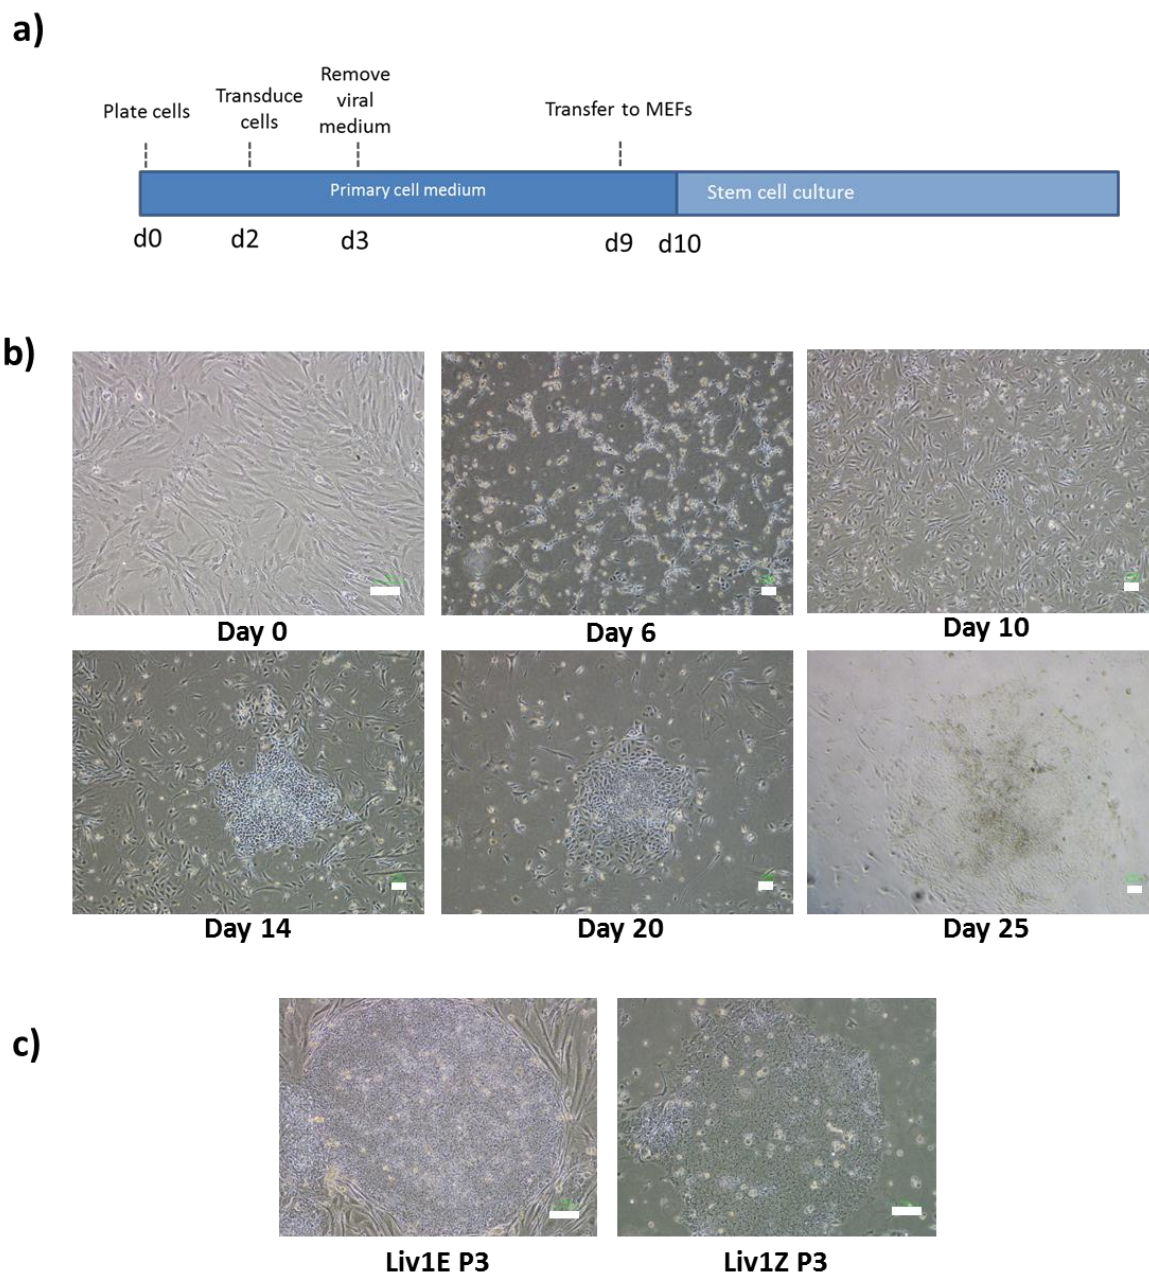 a)
Plate cells
Transduce
cells
Remove
viral
medium
Transfer to MEFs
Primary cell medium
Stem cell culture
d0
d2
d3
d9
d10
b)
Day 0
Day 6
Day 10
Day 14
Day 20
Day 25
c)
Liv1E P3
Liv1Z P3